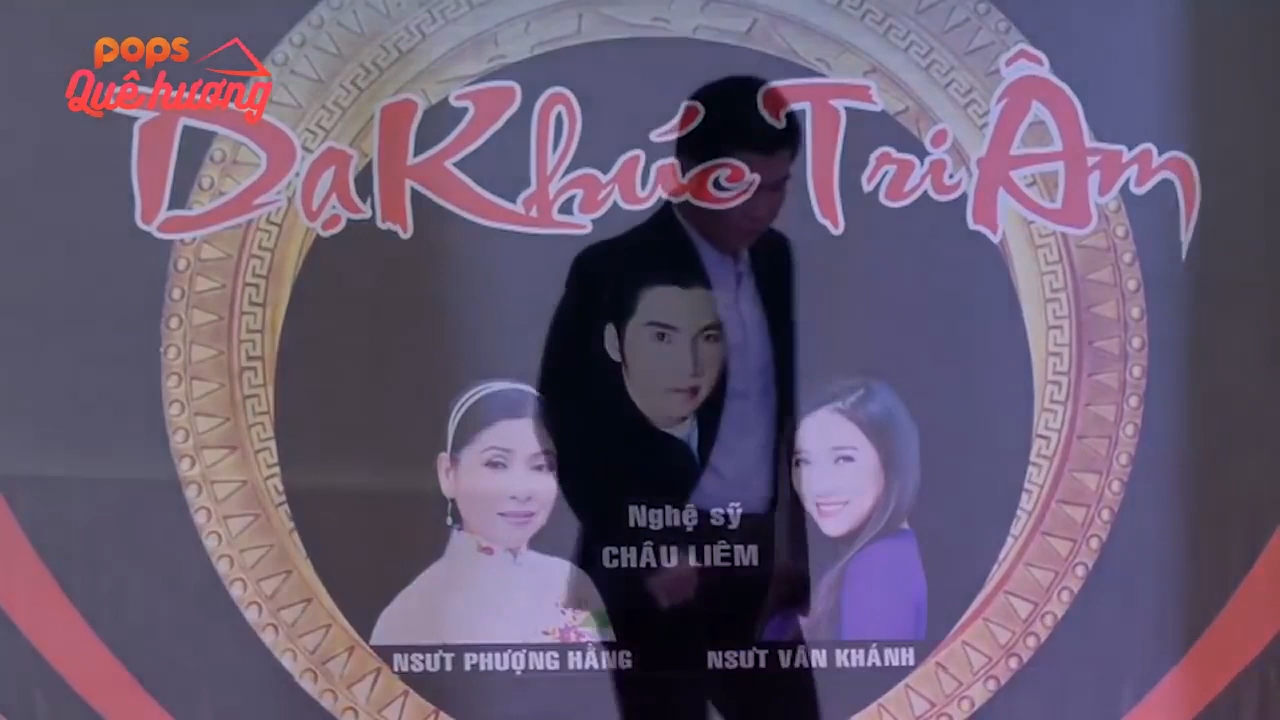 pops
Quê hương
Dạ Khúc Tri Âm
Nghệ sỹ
CHÂU LIÊM
NSƯT PHƯỢNG HẰNG
NSƯT VÂN KHÁNH